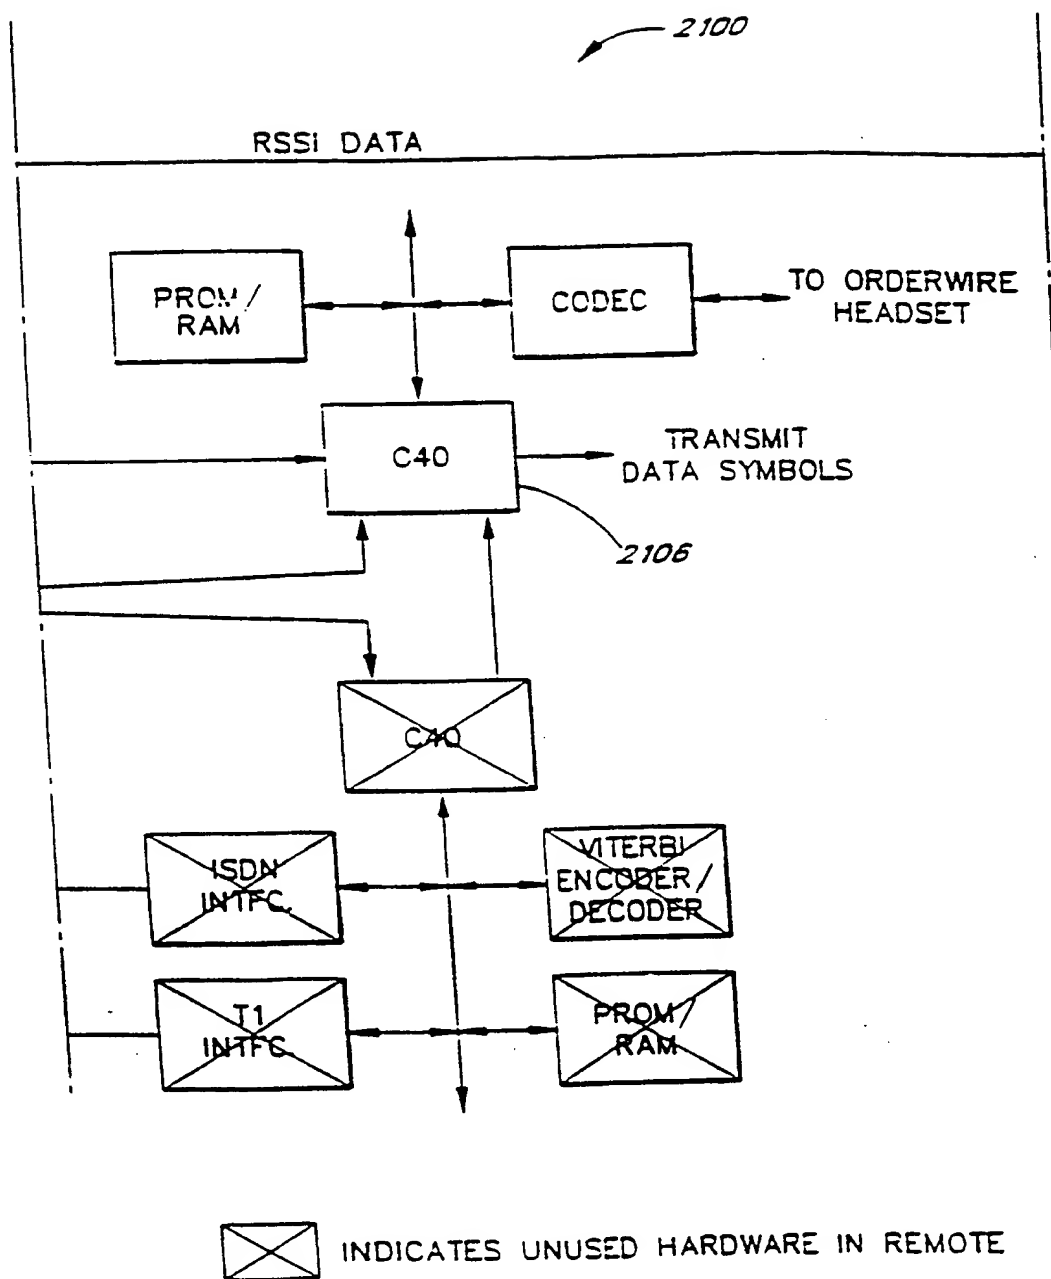 2100
RSSI DATA
PROM/
RAM
CODEC
TO ORDERWIRE
HEADSET
C40
TRANSMIT
DATA SYMBOLS
2106
C40
ISDN
INTFC.
VITERBI
ENCODER/
DECODER
T1
INTFC.
PROM/
RAM
INDICATES UNUSED HARDWARE IN REMOTE